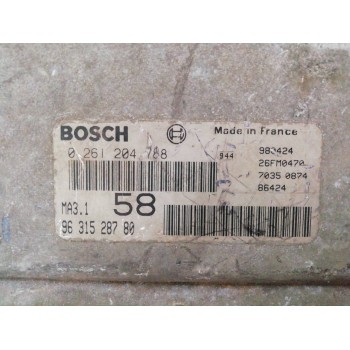 BOSCH
Made in France
0 261 204 788
944
980424
26FM0470
7035 0874
86424
MA3.1
58
96 315 287 80